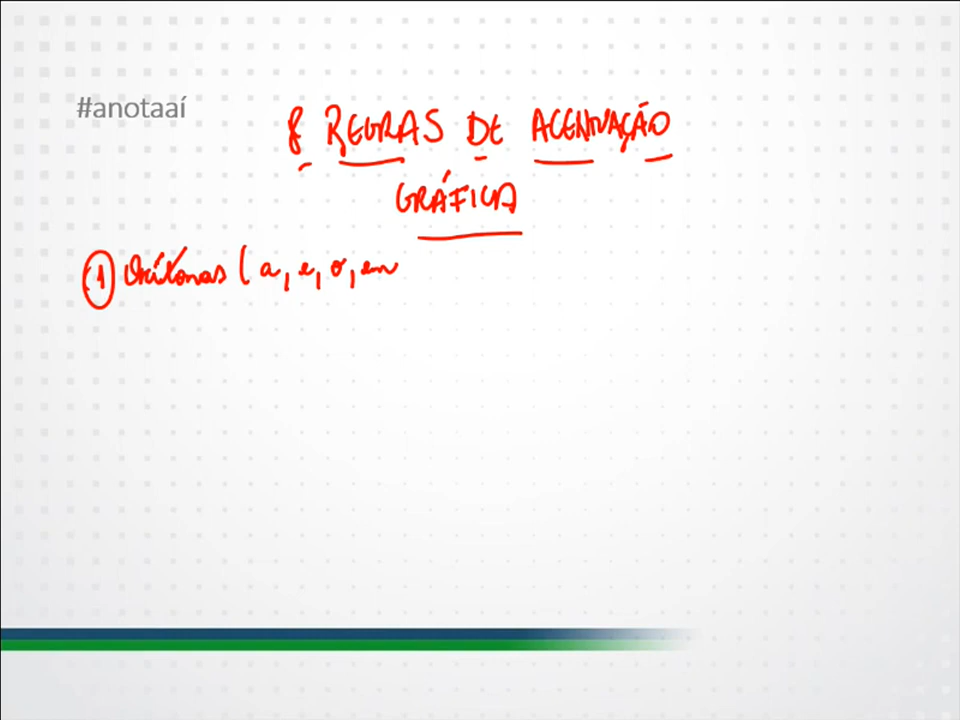 #anotaaí
8 REGRAS DE ACENTUAÇÃO
GRÁFICA
1 Oxítonas (a, e, o, em